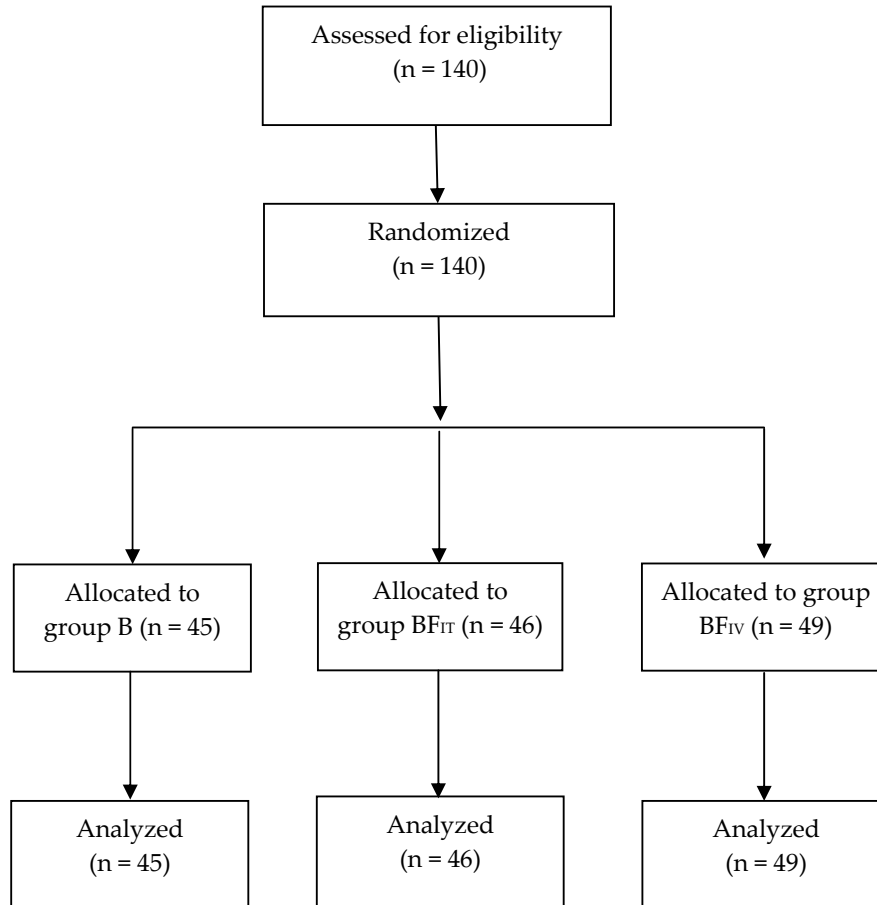 Assessed for eligibility
(n = 140)
Randomized
(n = 140)
Allocated to
group B (n = 45)
Allocated to
group BFIT (n = 46)
Allocated to group
BFIV (n = 49)
Analyzed
(n = 45)
Analyzed
(n = 46)
Analyzed
(n = 49)